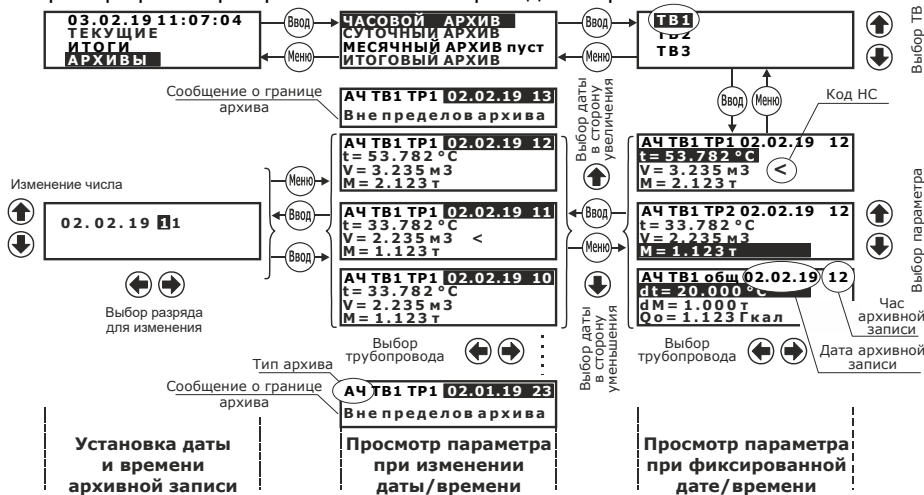 03.02.19 11:07:04
ТЕКУЩИЕ
ИТОГИ
АРХИВЫ
Ввод
Меню
ЧАСОВОЙ АРХИВ
СУТОЧНЫЙ АРХИВ
МЕСЯЧНЫЙ АРХИВ пуст
ИТОГОВЫЙ АРХИВ
Ввод
Меню
ТВ1
ТВ2
ТВ3
Выбор ТВ
Сообщение о границе
архива
АЧ ТВ1 ТР1 02.02.19 13
Вне пределов архива
Выбор даты
в сторону
увеличения
Ввод
Меню
Код НС
АЧ ТВ1 ТР1 02.02.19 12
t= 53.782 °C
V= 3.235 м3
M= 2.123 т
АЧ ТВ1 ТР1 02.02.19 12
t= 53.782 °C
V= 3.235 м3 <
M= 2.123 т
Изменение числа
02.02.19 11
Выбор разряда
для изменения
Меню
Ввод
Ввод
АЧ ТВ1 ТР1 02.02.19 11
t= 33.782 °C
V= 2.235 м3 <
M= 1.123 т
Ввод
Меню
АЧ ТВ1 ТР2 02.02.19 12
t= 33.782 °C
V= 2.235 м3
M= 1.123 т
Выбор параметра
АЧ ТВ1 ТР1 02.02.19 10
t= 33.782 °C
V= 2.235 м3
M= 1.123 т
АЧ ТВ1 общ 02.02.19 12
dt= 20.000 °C
dM= 1.000 т
Qo= 1.123 Гкал
Час
архивной
записи
Дата архивной
записи
Выбор
трубопровода
Выбор даты
в сторону
уменьшения
Выбор
трубопровода
Тип архива
Сообщение о границе
архива
АЧ ТВ1 ТР1 02.01.19 23
Вне пределов архива
Установка даты
и времени
архивной записи
Просмотр параметра
при изменении
даты/времени
Просмотр параметра
при фиксированной
дате/времени